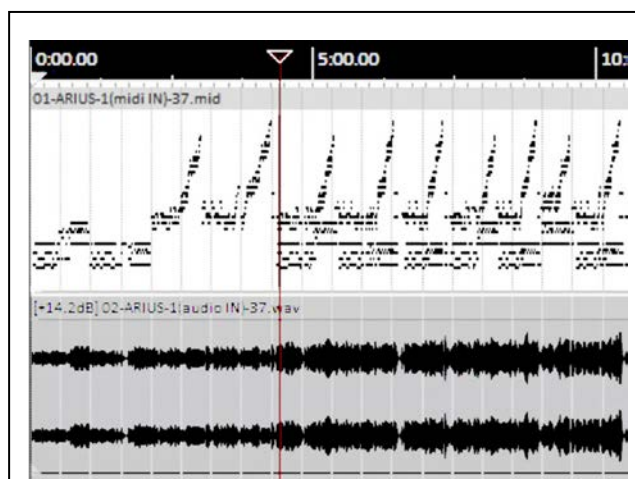 0:00.00 5:00.00 10:
01-ARIUS-1(midi IN)-37.mid
[+14.2dB] 02-ARIUS-1(audio IN)-37.wav